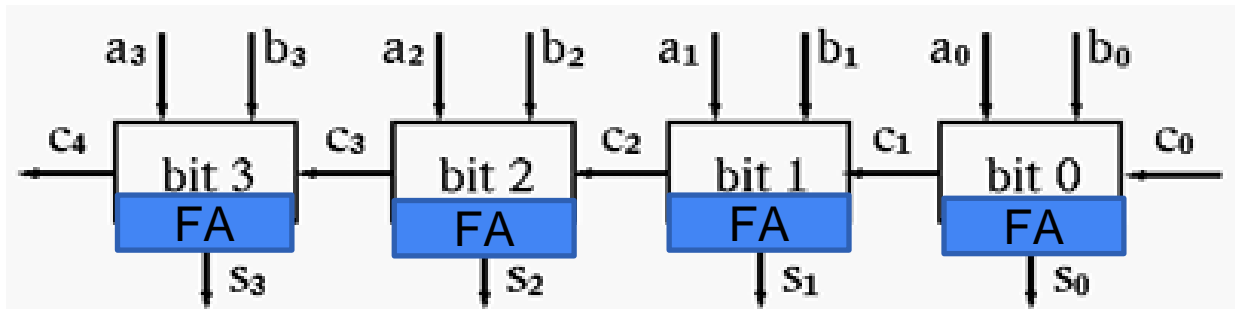 a₃ b₃ a₂ b₂ a₁ b₁ a₀ b₀
c₄ c₃ c₂ c₁ c₀
bit 3 bit 2 bit 1 bit 0
FA FA FA FA
s₃ s₂ s₁ s₀